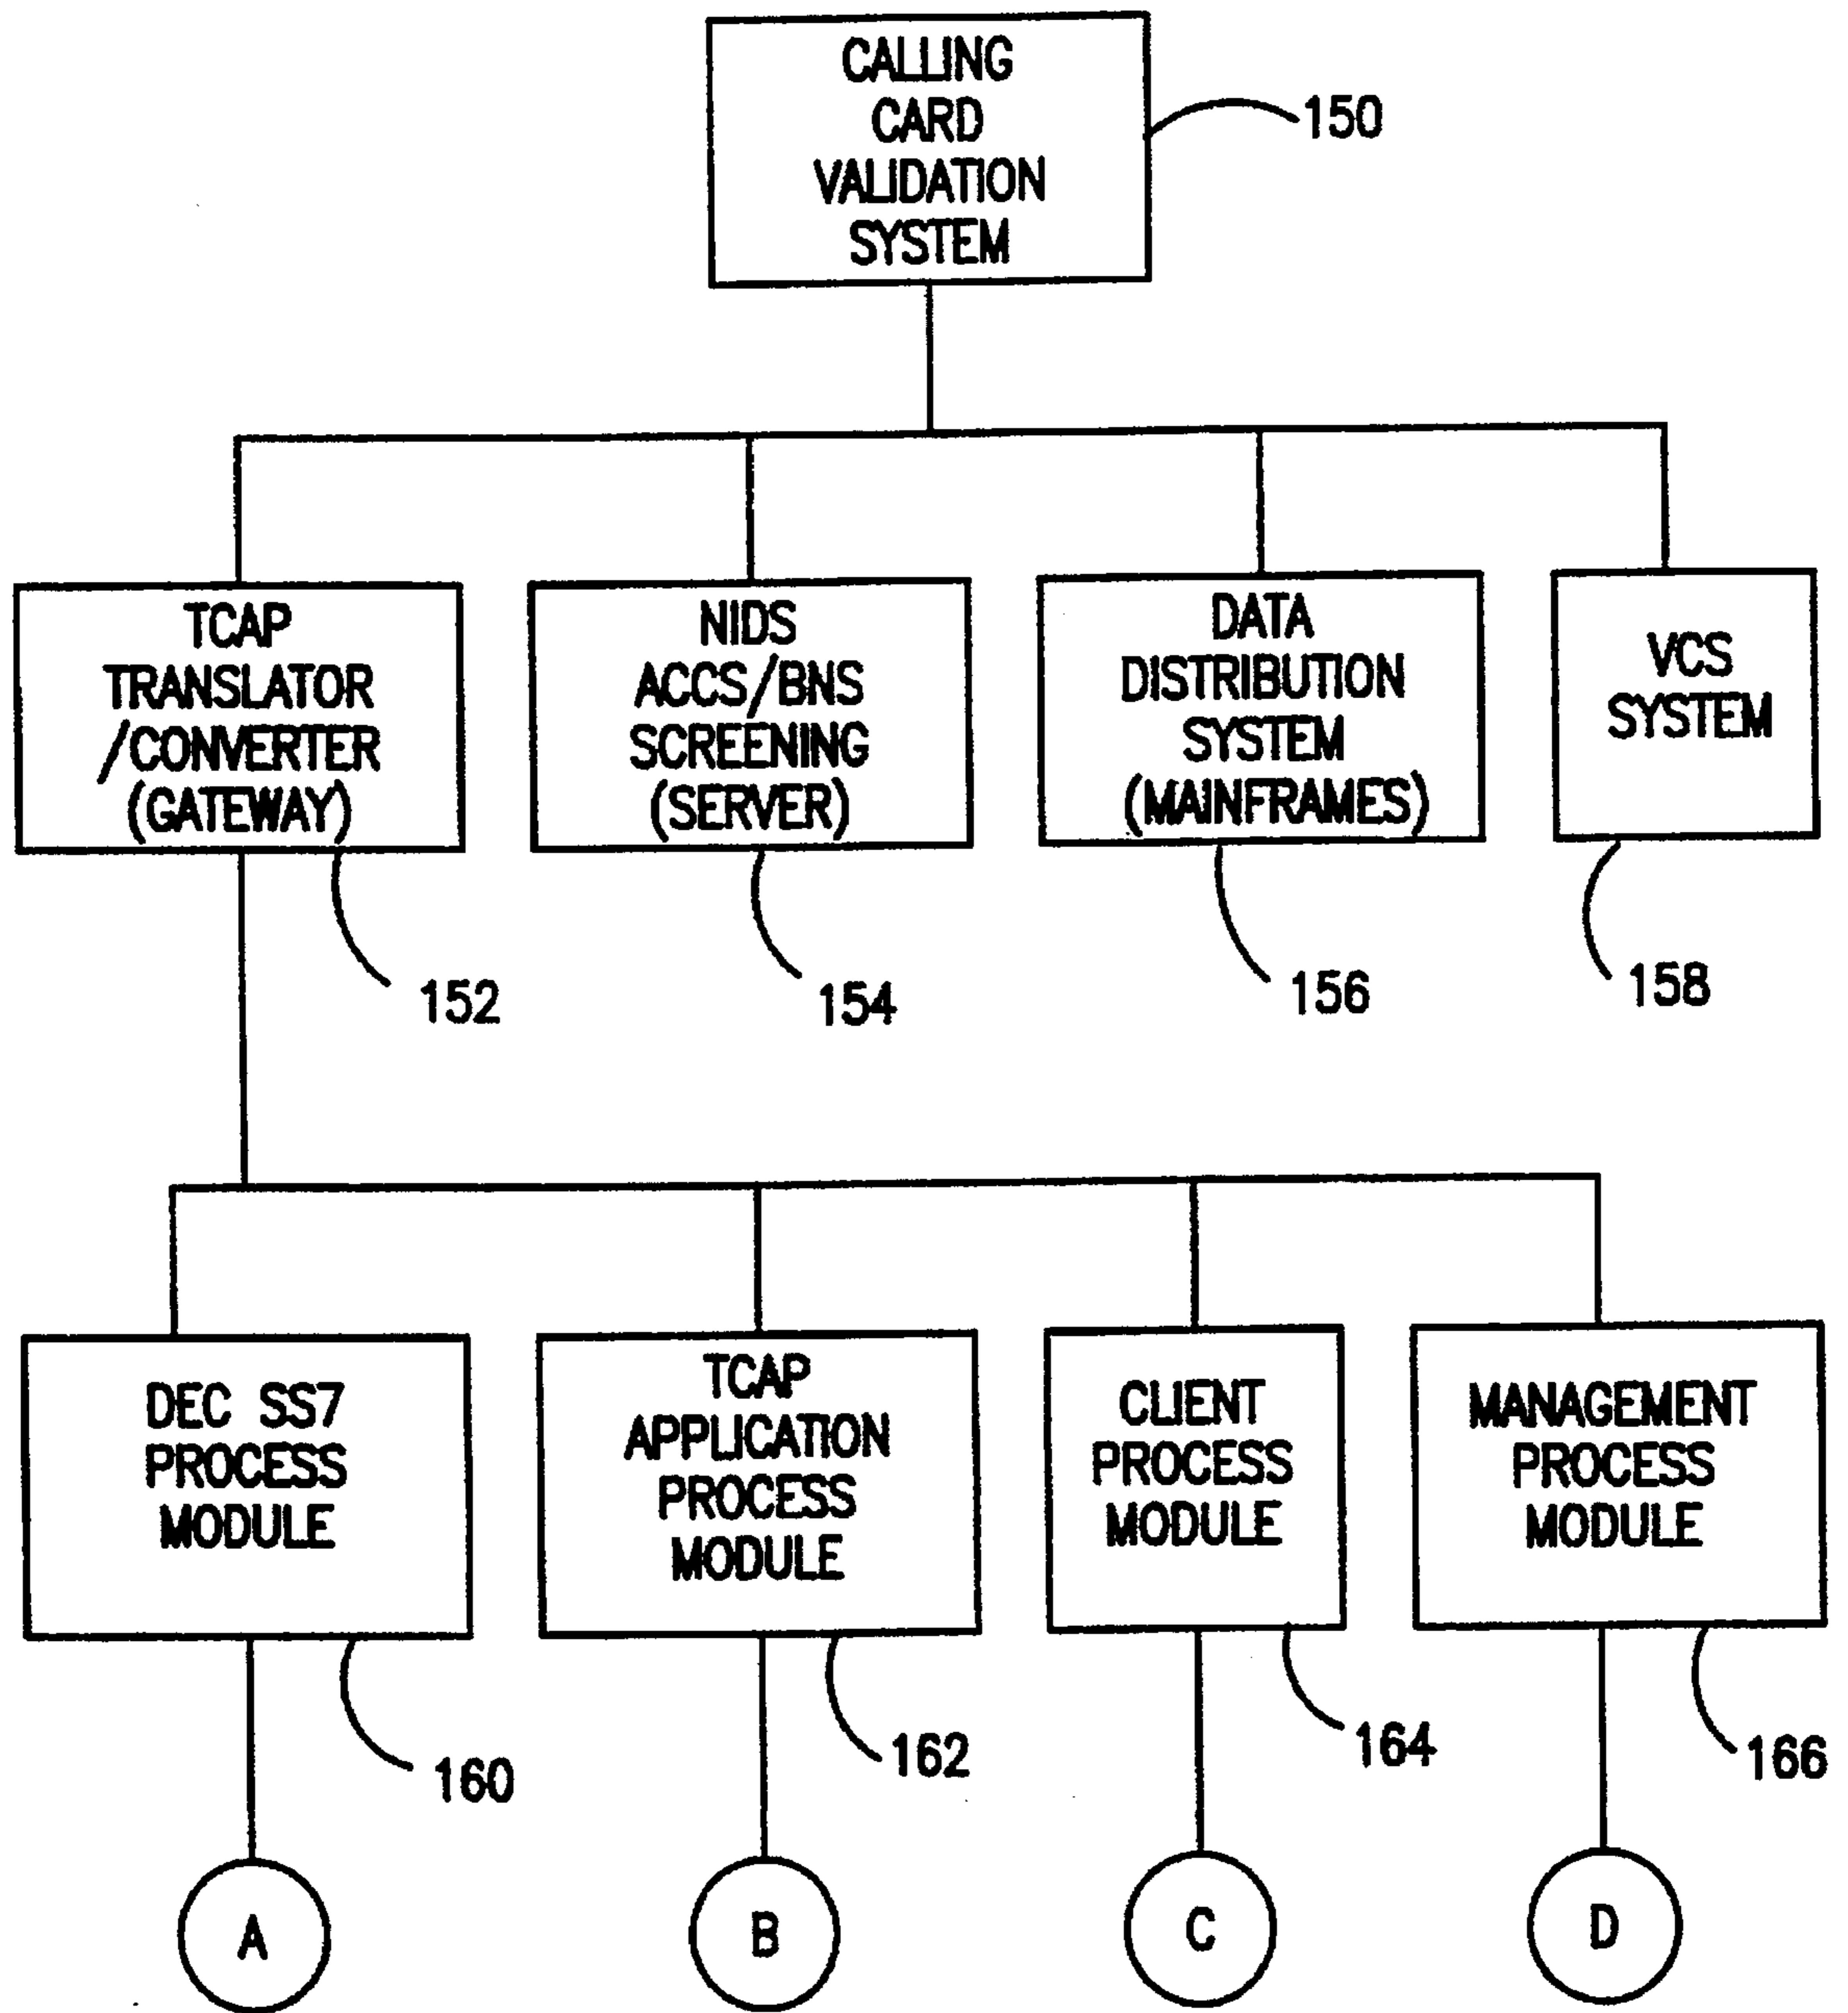 CALLING
CARD
VALIDATION
SYSTEM
150
TCAP
TRANSLATOR
/CONVERTER
(GATEWAY)
152
NIDS
ACCS/BNS
SCREENING
(SERVER)
154
DATA
DISTRIBUTION
SYSTEM
(MAINFRAMES)
156
VCS
SYSTEM
158
DEC SS7
PROCESS
MODULE
160
TCAP
APPLICATION
PROCESS
MODULE
162
CLIENT
PROCESS
MODULE
164
MANAGEMENT
PROCESS
MODULE
166
A
B
C
D